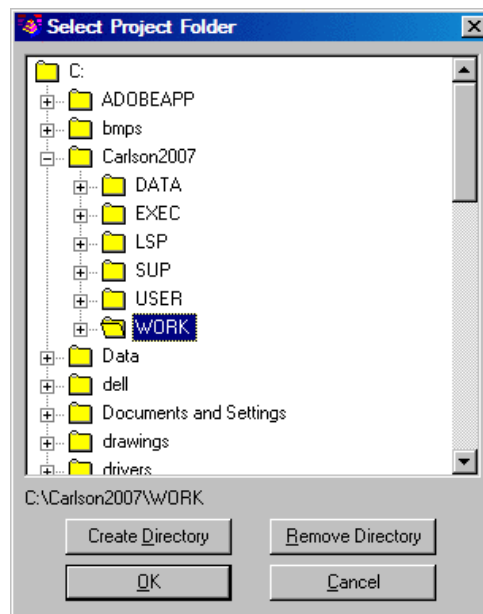 Select Project Folder
C:
ADOBEAPP
bmps
Carlson2007
DATA
EXEC
LSP
SUP
USER
WORK
Data
dell
Documents and Settings
drawings
drivers
C:\Carlson2007\WORK
Create Directory Remove Directory
OK Cancel